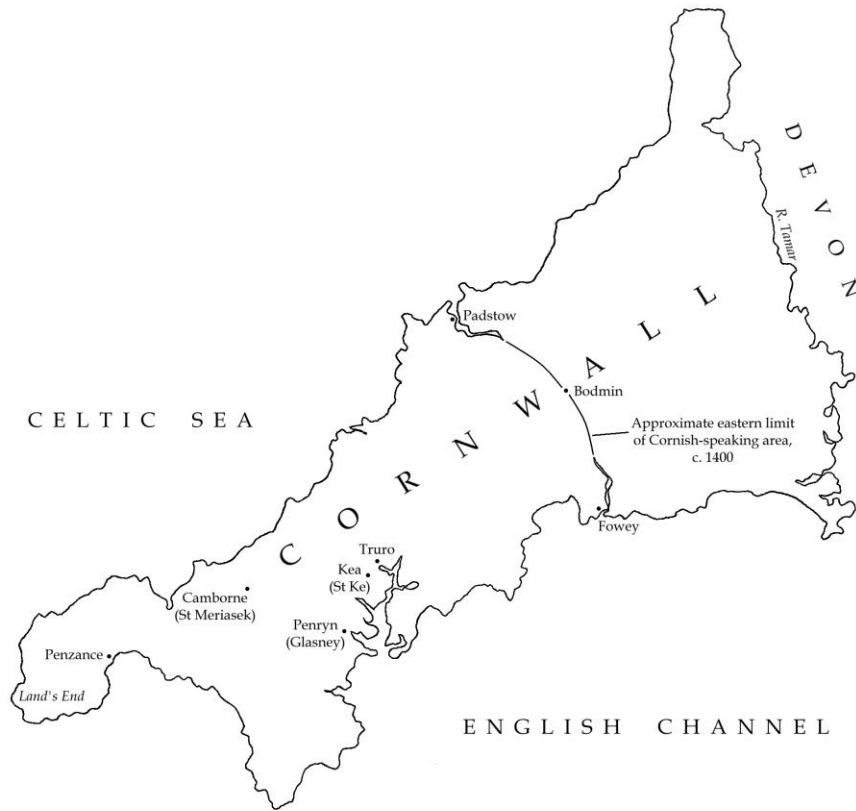 DEVON
R. Tamar
Padstow
CORNWALL
Bodmin
CELTIC SEA
Approximate eastern limit
of Cornish-speaking area,
c. 1400
Fowey
Truro
Kea
(St Ke)
Camborne
(St Meriasek)
Penryn
(Glasney)
Penzance
Land's End
ENGLISH CHANNEL